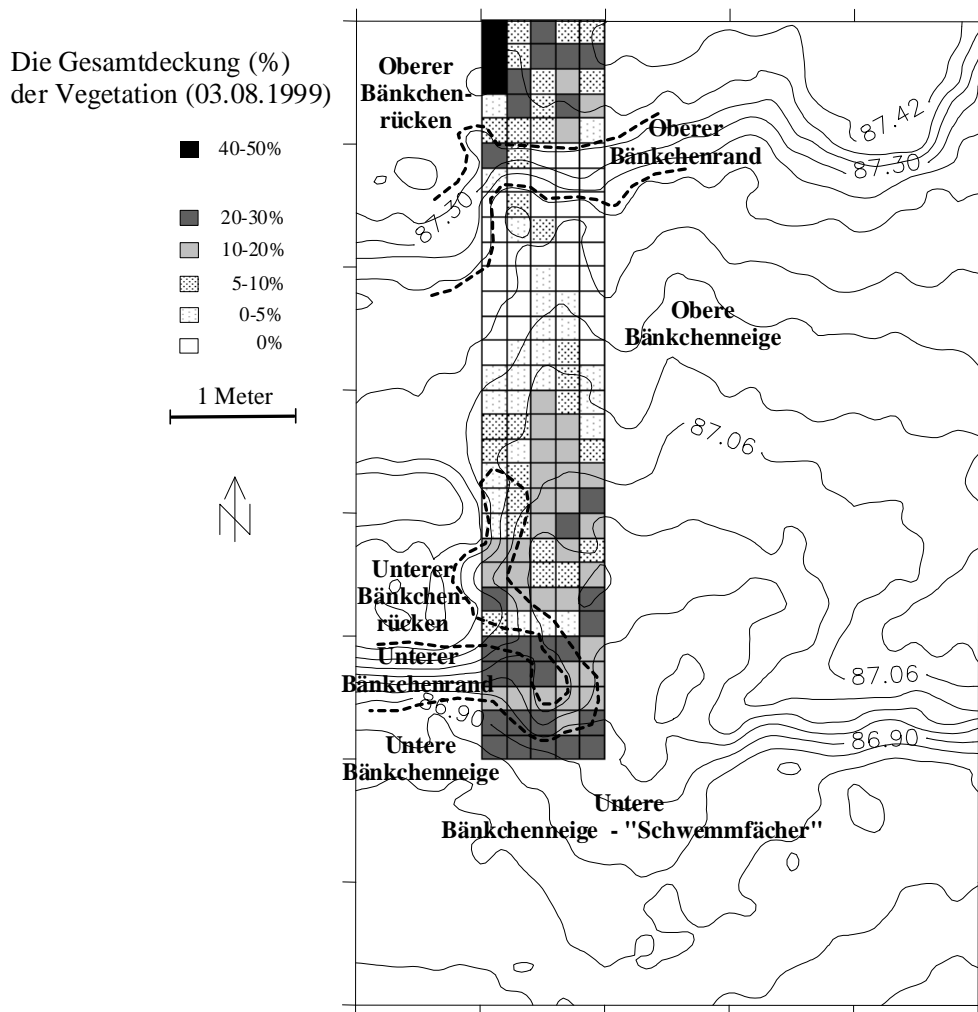 Die Gesamtdeckung (%)
der Vegetation (03.08.1999)
40-50%
20-30%
10-20%
5-10%
0-5%
0%
1 Meter
N
Oberer
Bänkchen-
rücken
Oberer
Bänkchenrand
87.42
87.30
87.30
Obere
Bänkchenneige
87.06
Unterer
Bänkchen-
rücken
Unterer
Bänkchenrand
86.90
87.06
86.90
Untere
Bänkchenneige
Untere
Bänkchenneige - "Schwemmfächer"